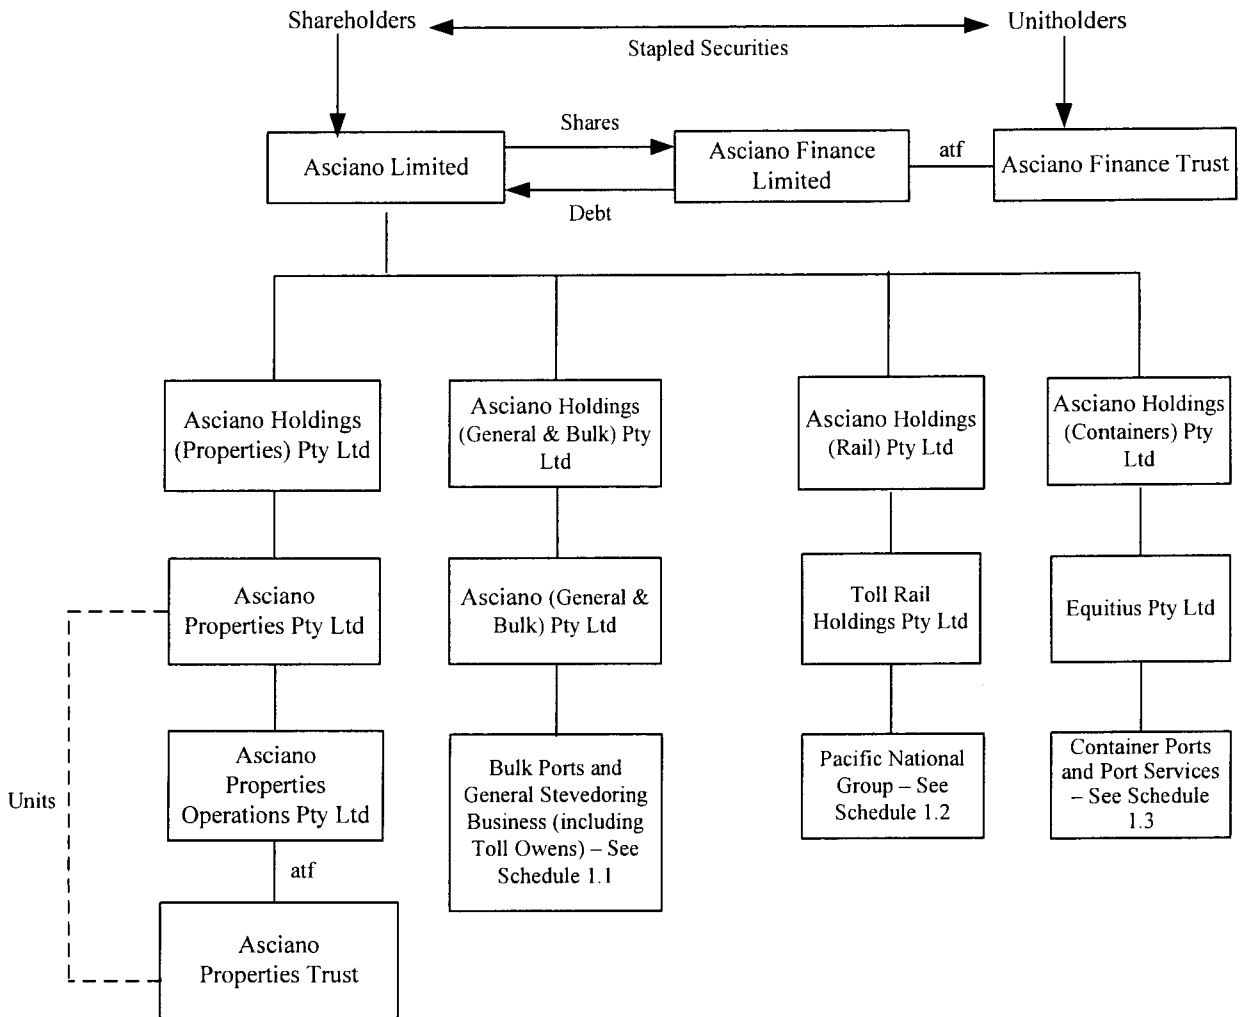 Shareholders
Unitholders
Stapled Securities
Shares
Asciano Limited
Asciano Finance
Limited
atf
Asciano Finance Trust
Debt
Asciano Holdings
(Properties) Pty Ltd
Asciano Holdings
(General & Bulk) Pty
Ltd
Asciano Holdings
(Rail) Pty Ltd
Asciano Holdings
(Containers) Pty
Ltd
Asciano
Properties Pty Ltd
Asciano (General &
Bulk) Pty Ltd
Toll Rail
Holdings Pty Ltd
Equitius Pty Ltd
Units
Asciano
Properties
Operations Pty Ltd
Bulk Ports and
General Stevedoring
Business (including
Toll Owens) – See
Schedule 1.1
Pacific National
Group – See
Schedule 1.2
Container Ports
and Port Services
– See Schedule
1.3
atf
Asciano
Properties Trust